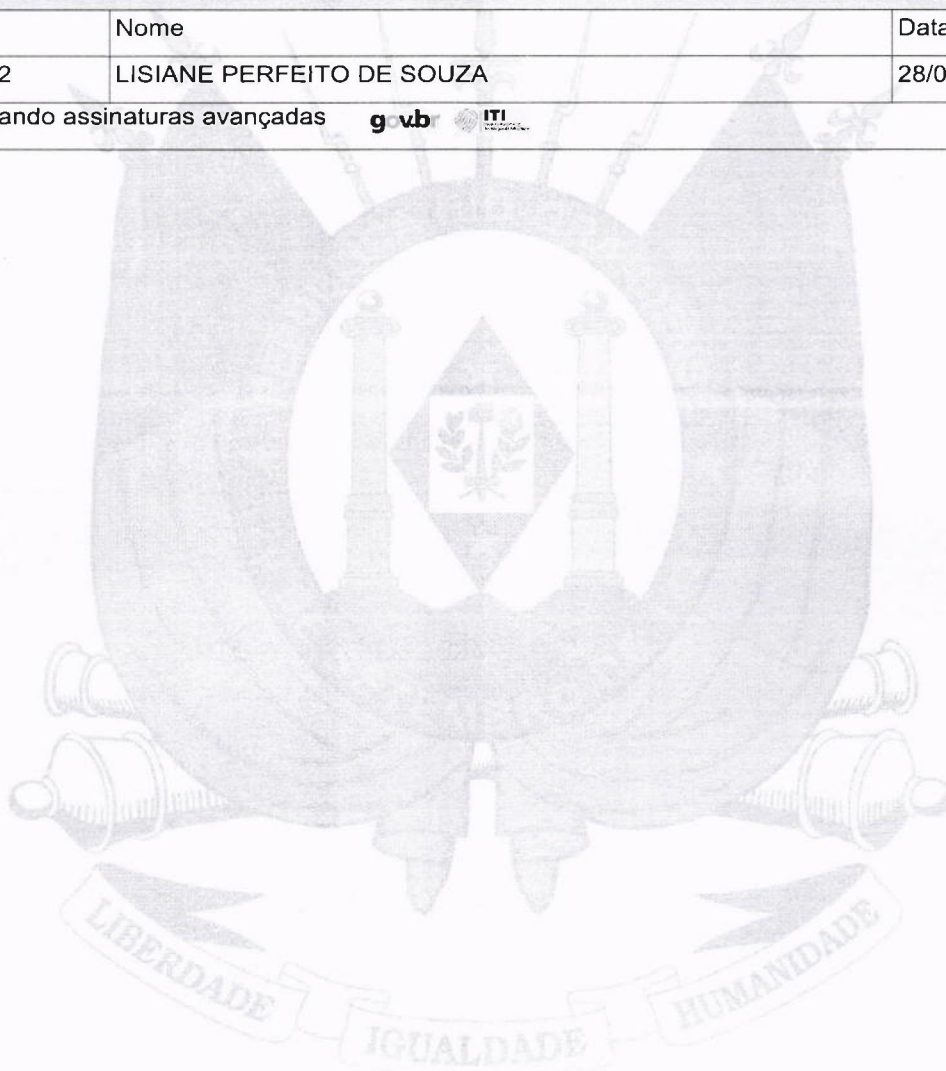 Nome Data
2 LISIANE PERFEITO DE SOUZA 28/0
ando assinaturas avançadas gov.br ITI
LIBERDADE
IGUALDADE
HUMANIDADE